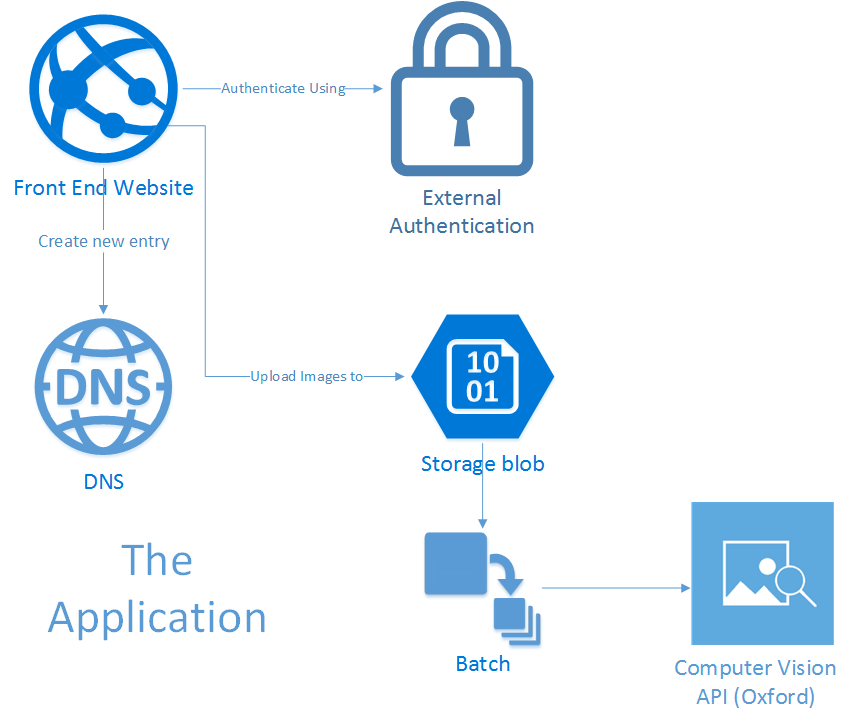 Authenticate Using
Front End Website
External
Authentication
Create new entry
DNS
Upload Images to
10
01
DNS
Storage blob
The
Application
Batch
Computer Vision
API (Oxford)